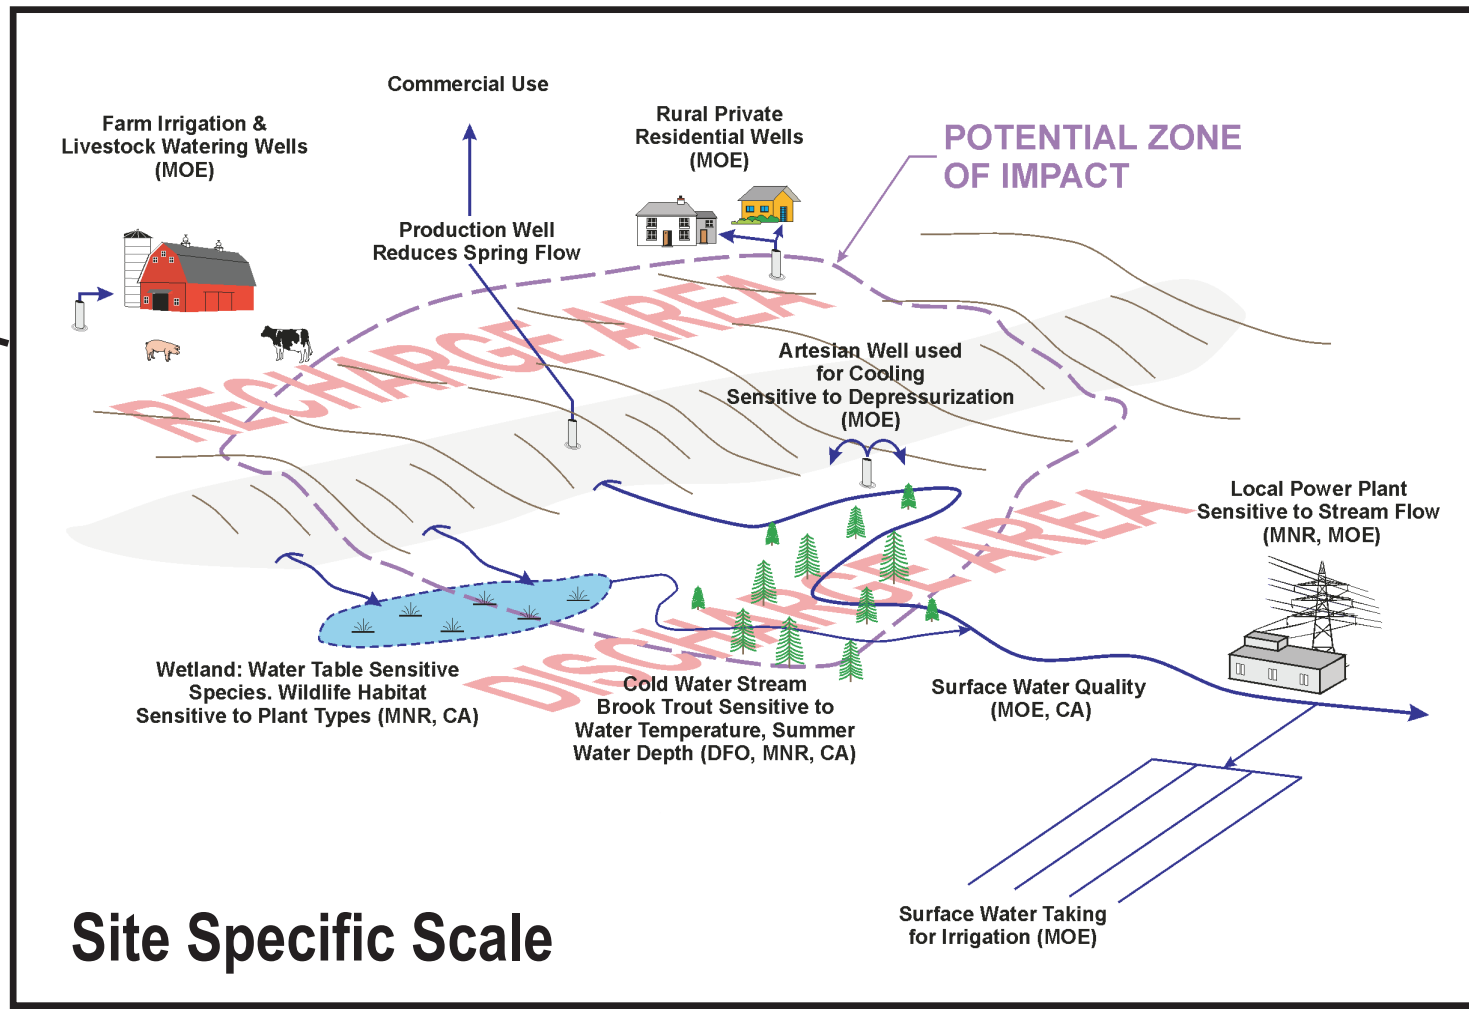 Commercial Use
Farm Irrigation &
Livestock Watering Wells
(MOE)
Rural Private
Residential Wells
(MOE)
POTENTIAL ZONE
OF IMPACT
Production Well
Reduces Spring Flow
RECHARGE AREA
Artesian Well used
for Cooling
Sensitive to Depressurization
(MOE)
Local Power Plant
Sensitive to Stream Flow
(MNR, MOE)
DISCHARGE AREA
Wetland: Water Table Sensitive
Species. Wildlife Habitat
Sensitive to Plant Types (MNR, CA)
Cold Water Stream
Brook Trout Sensitive to
Water Temperature, Summer
Water Depth (DFO, MNR, CA)
Surface Water Quality
(MOE, CA)
Surface Water Taking
for Irrigation (MOE)
Site Specific Scale